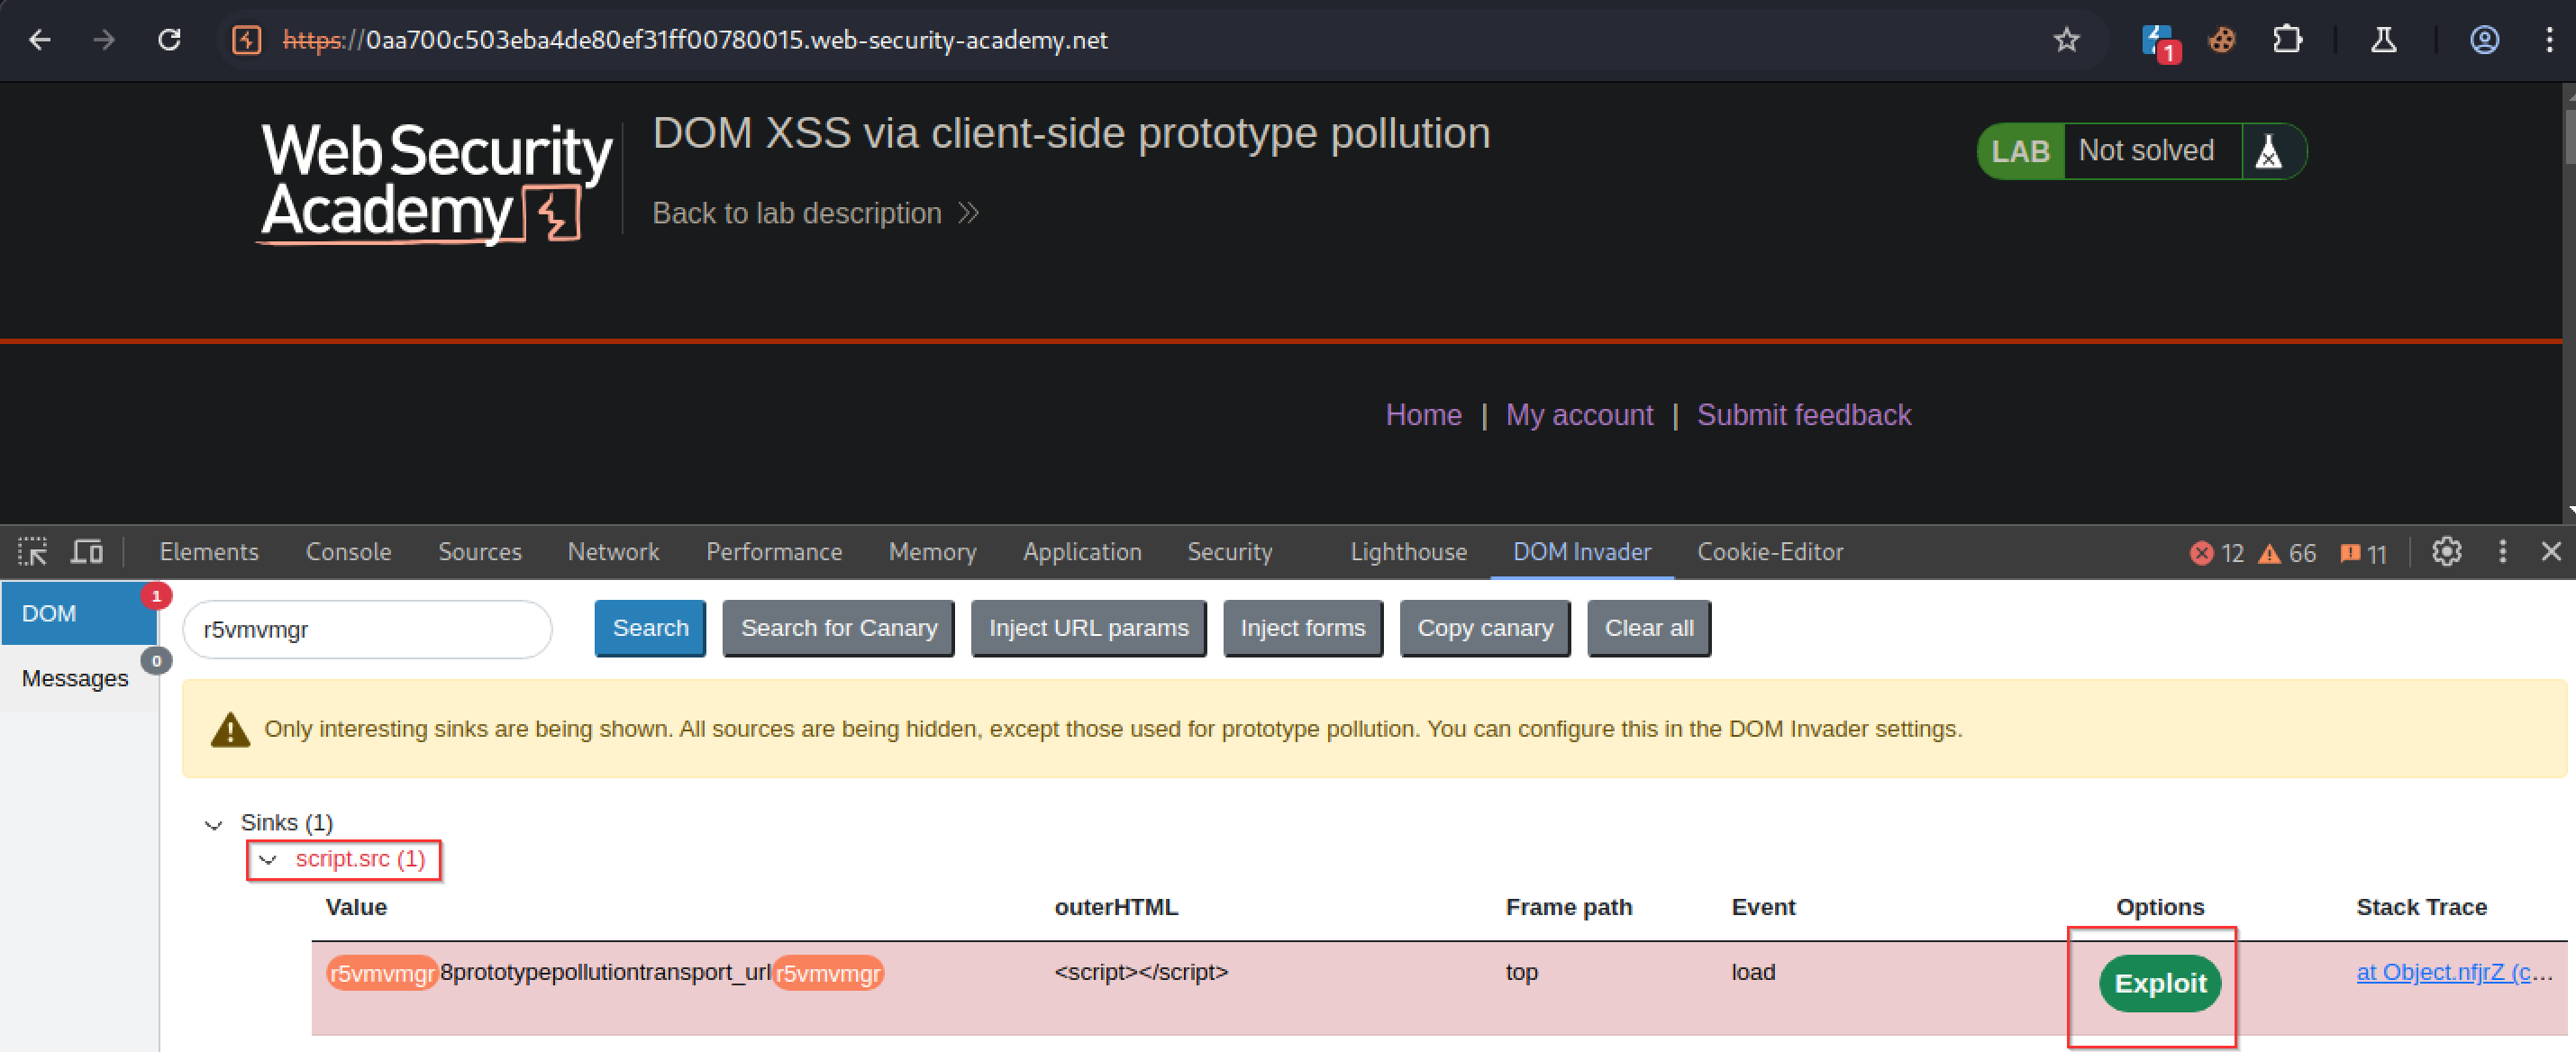 https://0aa700c503eba4de80ef31ff00780015.web-security-academy.net
1
Web Security
Academy
DOM XSS via client-side prototype pollution
Back to lab description
LAB Not solved
Home | My account | Submit feedback
Elements Console Sources Network Performance Memory Application Security Lighthouse DOM Invader Cookie-Editor 12 66 11
DOM 1
Messages 0
r5vmvmgr Search Search for Canary Inject URL params Inject forms Copy canary Clear all
Only interesting sinks are being shown. All sources are being hidden, except those used for prototype pollution. You can configure this in the DOM Invader settings.
Sinks (1)
script.src (1)
Value outerHTML Frame path Event Options Stack Trace
r5vmvmgr8prototypepollutiontransport_urlr5vmvmgr <script></script> top load Exploit at Object.nfjrZ (c...